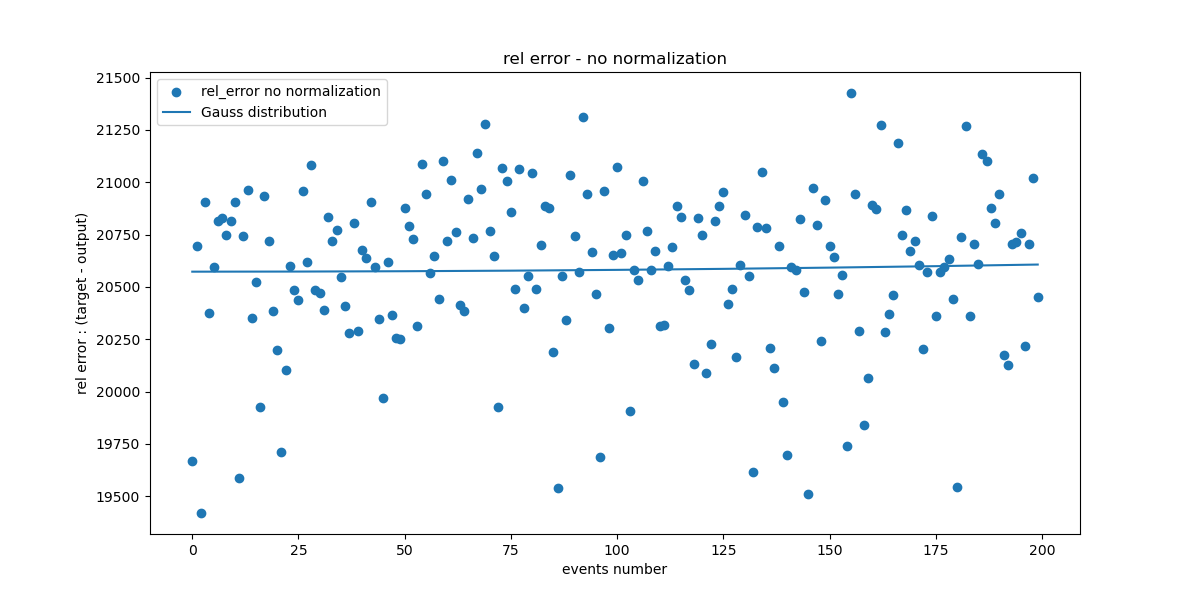 rel error - no normalization
rel_error no normalization
Gauss distribution
rel error : (target - output)
21500
21250
21000
20750
20500
20250
20000
19750
19500
0 25 50 75 100 125 150 175 200
events number